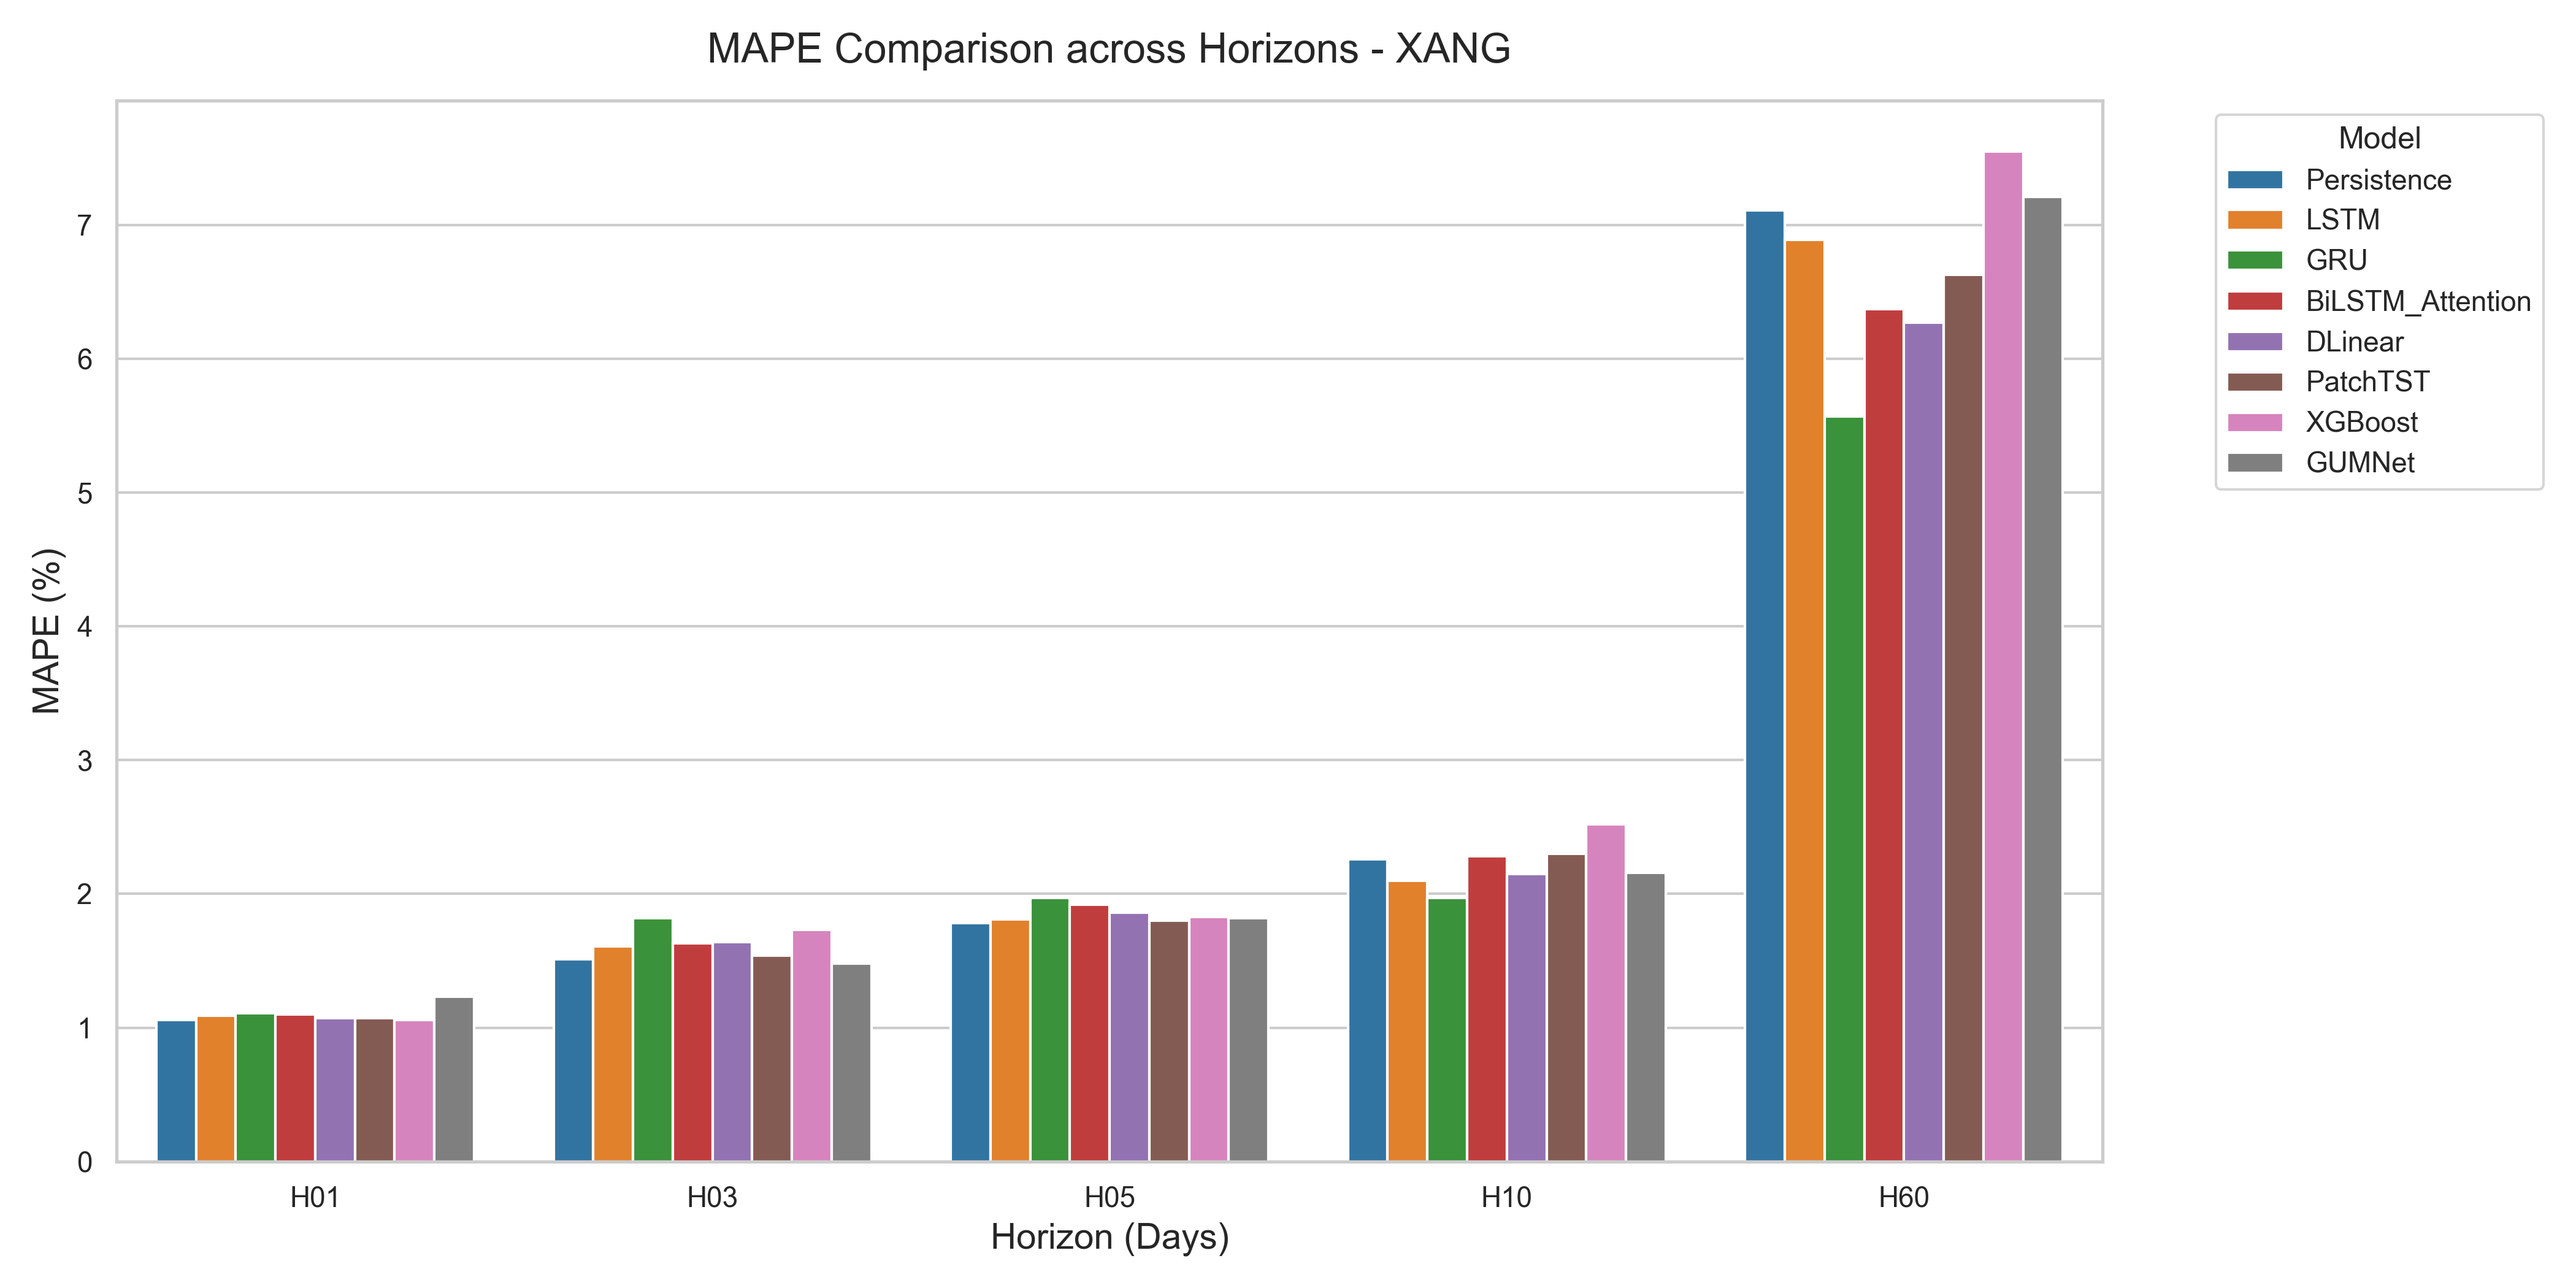 MAPE Comparison across Horizons - XANG
MAPE (%)
7
6
5
4
3
2
1
0
H01 H03 H05 H10 H60
Horizon (Days)
Model
Persistence
LSTM
GRU
BiLSTM_Attention
DLinear
PatchTST
XGBoost
GUMNet